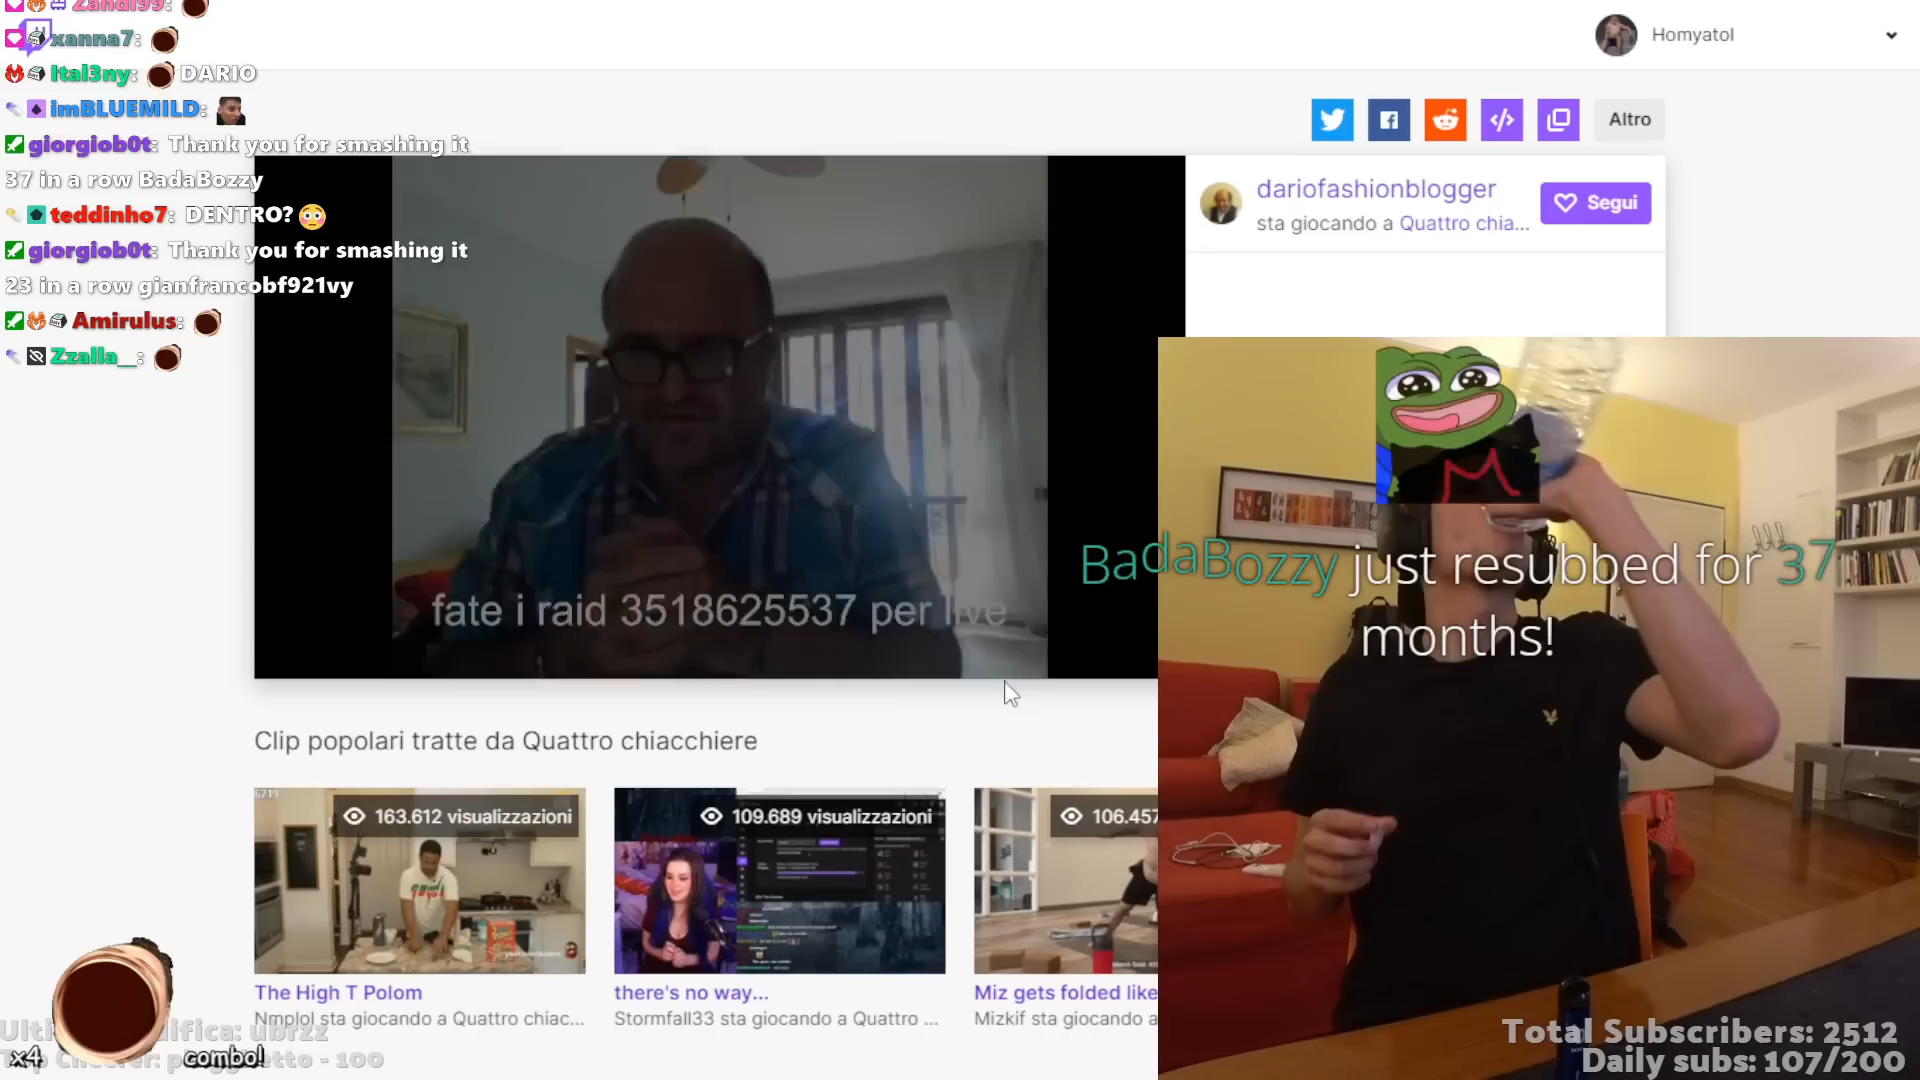 Zandi99:
xanna7:
Ital3ny: DARIO
imBLUEMILD:
giorgiob0t: Thank you for smashing it
37 in a row BadaBozzy
teddinho7: DENTRO?
giorgiob0t: Thank you for smashing it
23 in a row gianfrancobf921vy
Amirulus:
Zzalla__:
Homyatol
Altro
dariofashionblogger
sta giocando a Quattro chia...
Segui
fate i raid 3518625537 per live
BadaBozzy just resubbed for 37
months!
Clip popolari tratte da Quattro chiacchiere
163.612 visualizzazioni
109.689 visualizzazioni
106.457
The High T Polom
Nmplol sta giocando a Quattro chiac...
there's no way...
Stormfall33 sta giocando a Quattro ...
Miz gets folded like
Mizkif sta giocando a
ubrzz
x4 combo!
- 100
Total Subscribers: 2512
Daily subs: 107/200